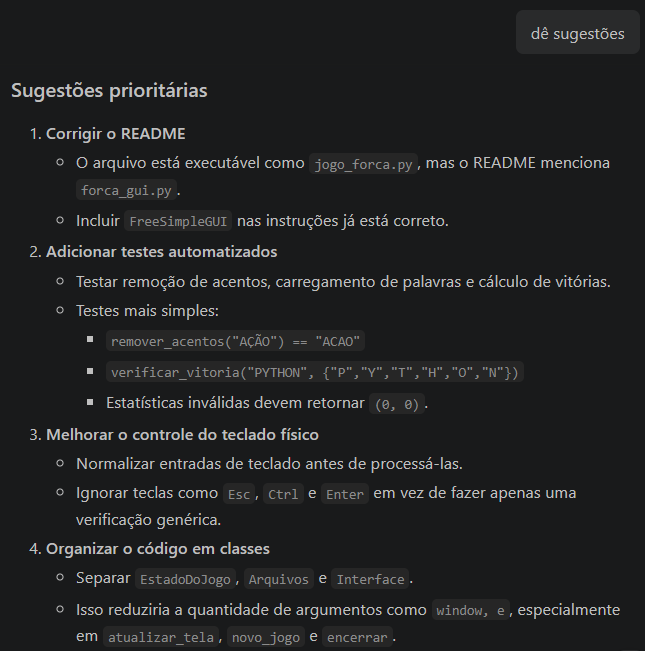 dê sugestões
Sugestões prioritárias
1. Corrigir o README
O arquivo está executável como jogo_forca.py, mas o README menciona
forca_gui.py.
Incluir FreeSimpleGUI nas instruções já está correto.
2. Adicionar testes automatizados
Testar remoção de acentos, carregamento de palavras e cálculo de vitórias.
Testes mais simples:
remover_acentos("AÇÃO") == "ACAO"
verificar_vitoria("PYTHON", {"P","Y","T","H","O","N"})
Estatísticas inválidas devem retornar (0, 0).
3. Melhorar o controle do teclado físico
Normalizar entradas de teclado antes de processá-las.
Ignorar teclas como Esc, Ctrl e Enter em vez de fazer apenas uma
verificação genérica.
4. Organizar o código em classes
Separar EstadoDoJogo, Arquivos e Interface.
Isso reduziria a quantidade de argumentos como window, e, especialmente
em atualizar_tela, novo_jogo e encerrar.